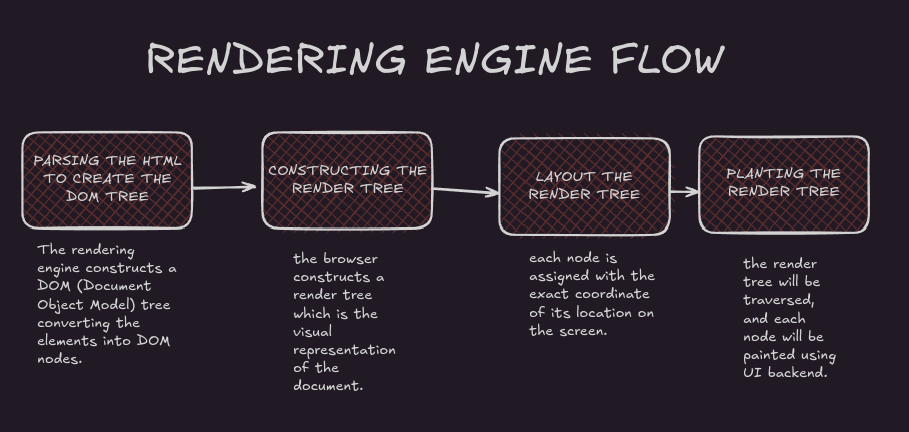 RENDERING ENGINE FLOW
PARSING THE HTML
TO CREATE THE
DOM TREE
CONSTRUCTING THE
RENDER TREE
LAYOUT THE
RENDER TREE
PLANTING THE
RENDER TREE
The rendering
engine constructs a
DOM (Document
Object Model) tree
converting the
elements into DOM
nodes.
the browser
constructs a
render tree
which is the
visual
representation
of the
document.
each node is
assigned with the
exact coordinate
of its location on
the screen.
the render
tree will be
traversed,
and each
node will be
painted using
UI backend.